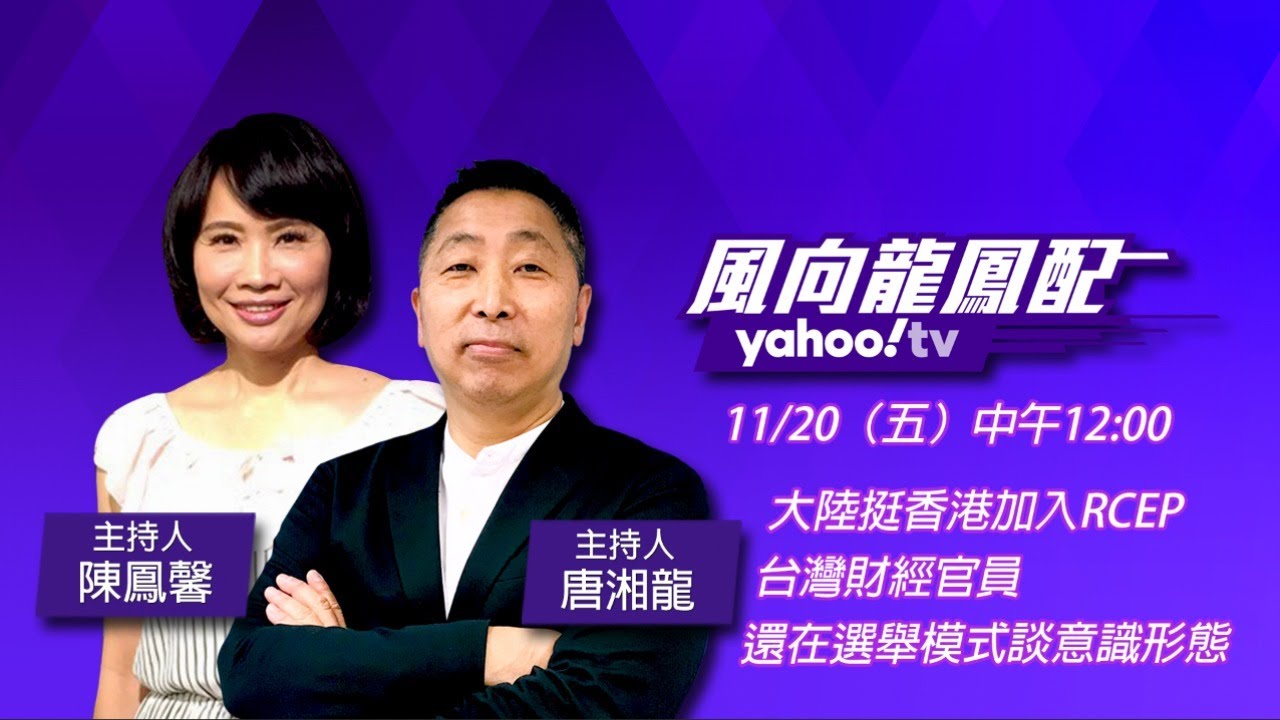 風向龍鳳配
yahoo!tv
11/20（五）中午12:00
大陸挺香港加入RCEP
台灣財經官員
還在選舉模式談意識形態
主持人
陳鳳馨
主持人
唐湘龍